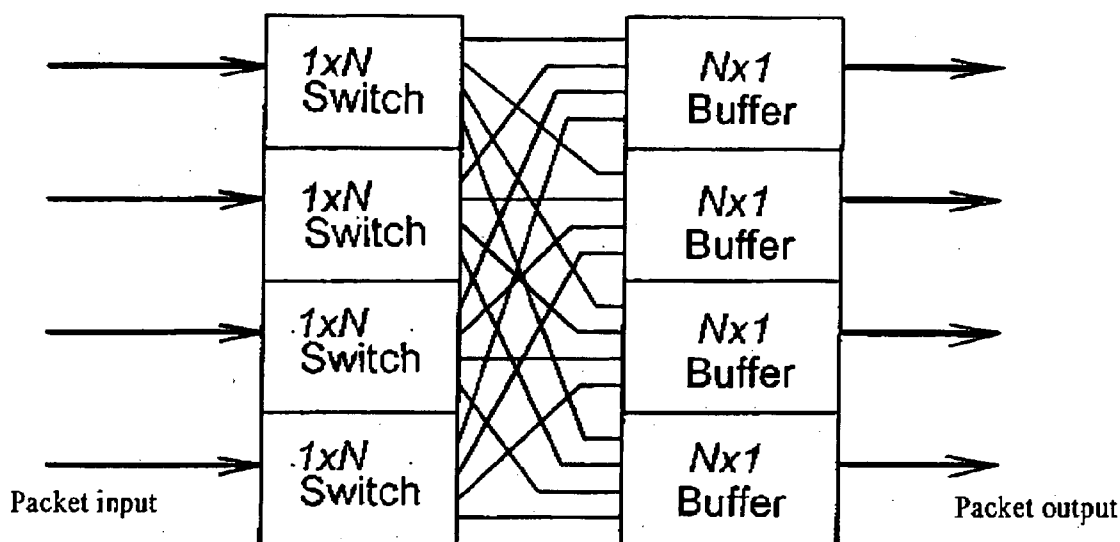 1xN
Switch
Nx1
Buffer
1xN
Switch
Nx1
Buffer
1xN
Switch
Nx1
Buffer
1xN
Switch
Nx1
Buffer
Packet input
Packet output